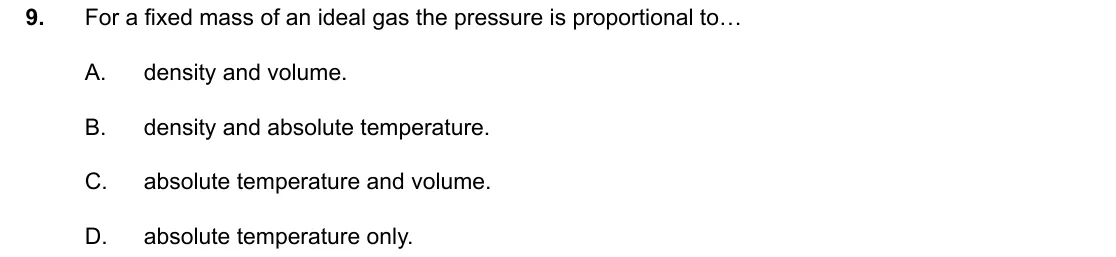 9. For a fixed mass of an ideal gas the pressure is proportional to…
A. density and volume.
B. density and absolute temperature.
C. absolute temperature and volume.
D. absolute temperature only.